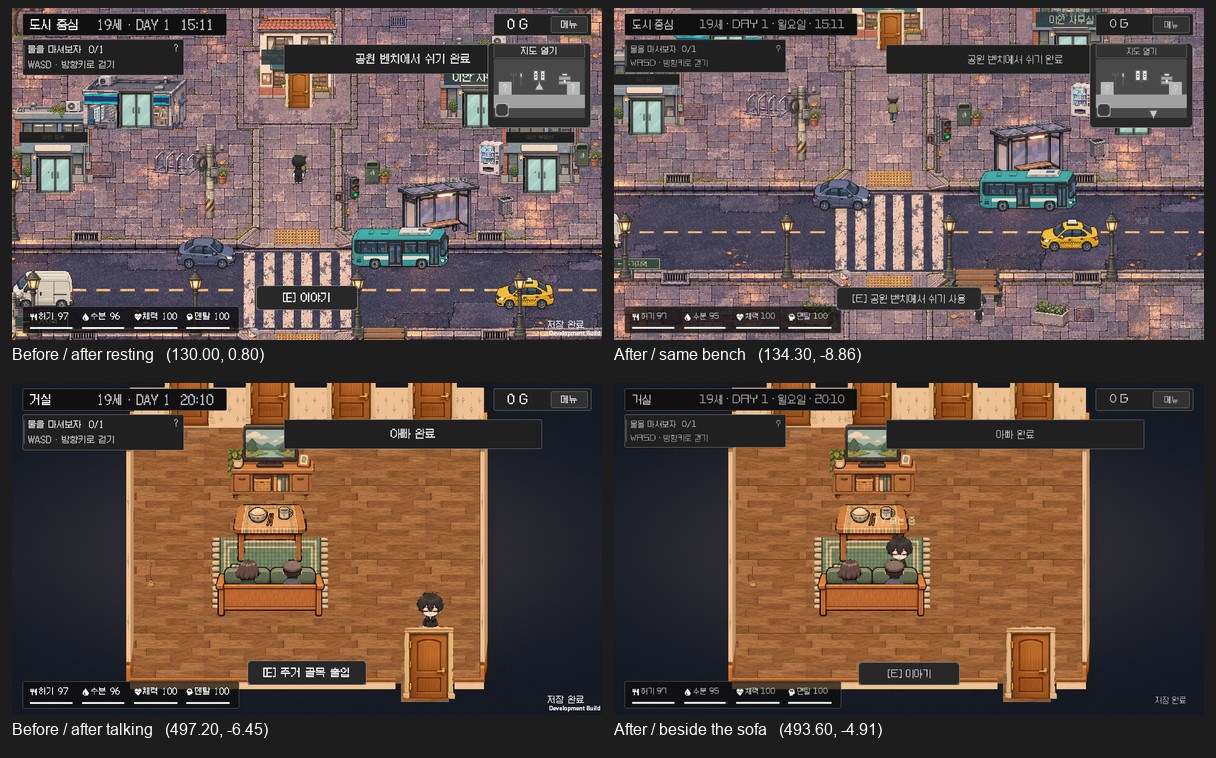 도시 중심 19세 · DAY 1 15:11
0 G 메뉴
물을 마셔보자 0/1 ?
WASD · 방향키로 걷기
공원 벤치에서 쉬기 완료
지도 열기
이안 사
[E] 이야기
허기 97 수분 96 체력 100 멘탈 100
저장 완료
Development Build
Before / after resting (130.00, 0.80)
도시 중심 19세 · DAY 1 · 월요일 · 15:11
이안 사무실
0 G 메뉴
물을 마셔보자 0/1 ?
WASD · 방향키로 걷기
공원 벤치에서 쉬기 완료
지도 열기
[E] 공원 벤치에서 쉬기 사용
허기 97 수분 95 체력 100 멘탈 100
After / same bench (134.30, -8.86)
거실 19세 · DAY 1 20:10
0 G 메뉴
물을 마셔보자 0/1 ?
WASD · 방향키로 걷기
아빠 완료
[E] 주거 골목 출입
허기 97 수분 96 체력 100 멘탈 100
저장 완료
Development Build
Before / after talking (497.20, -6.45)
거실 19세 · DAY 1 · 월요일 · 20:10
0 G 메뉴
물을 마셔보자 0/1 ?
WASD · 방향키로 걷기
아빠 완료
[E] 이야기
허기 97 수분 95 체력 100 멘탈 100
저장 완료
After / beside the sofa (493.60, -4.91)